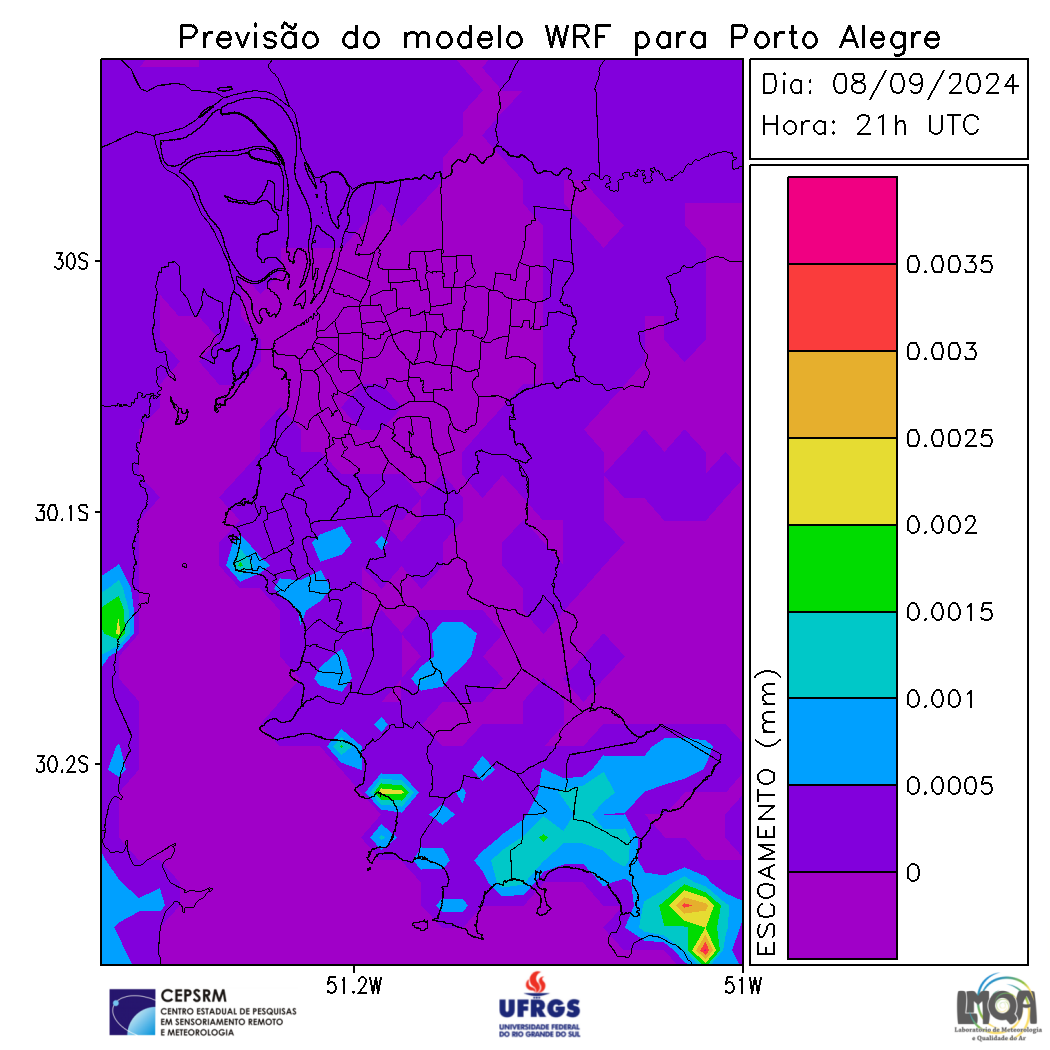 Previsão do modelo WRF para Porto Alegre
Dia: 08/09/2024
Hora: 21h UTC
30S
30.1S
30.2S
51.2W
51W
0.0035
0.003
0.0025
0.002
0.0015
0.001
0.0005
0
ESCOAMENTO (mm)
CEPSRM
CENTRO ESTADUAL DE PESQUISAS
EM SENSORIAMENTO REMOTO
E METEOROLOGIA
UFRGS
UNIVERSIDADE FEDERAL
DO RIO GRANDE DO SUL
LMQA
Laboratório de Meteorologia
e Qualidade do Ar